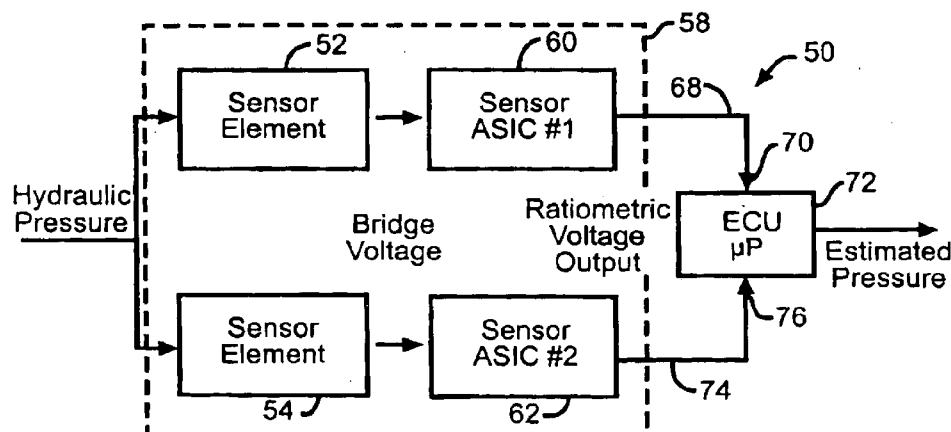 52
60
58
50
Sensor
Element
Sensor
ASIC #1
68
70
72
Hydraulic
Pressure
Bridge
Voltage
Ratiometric
Voltage
Output
ECU
µP
Estimated
Pressure
76
Sensor
Element
Sensor
ASIC #2
54
62
74